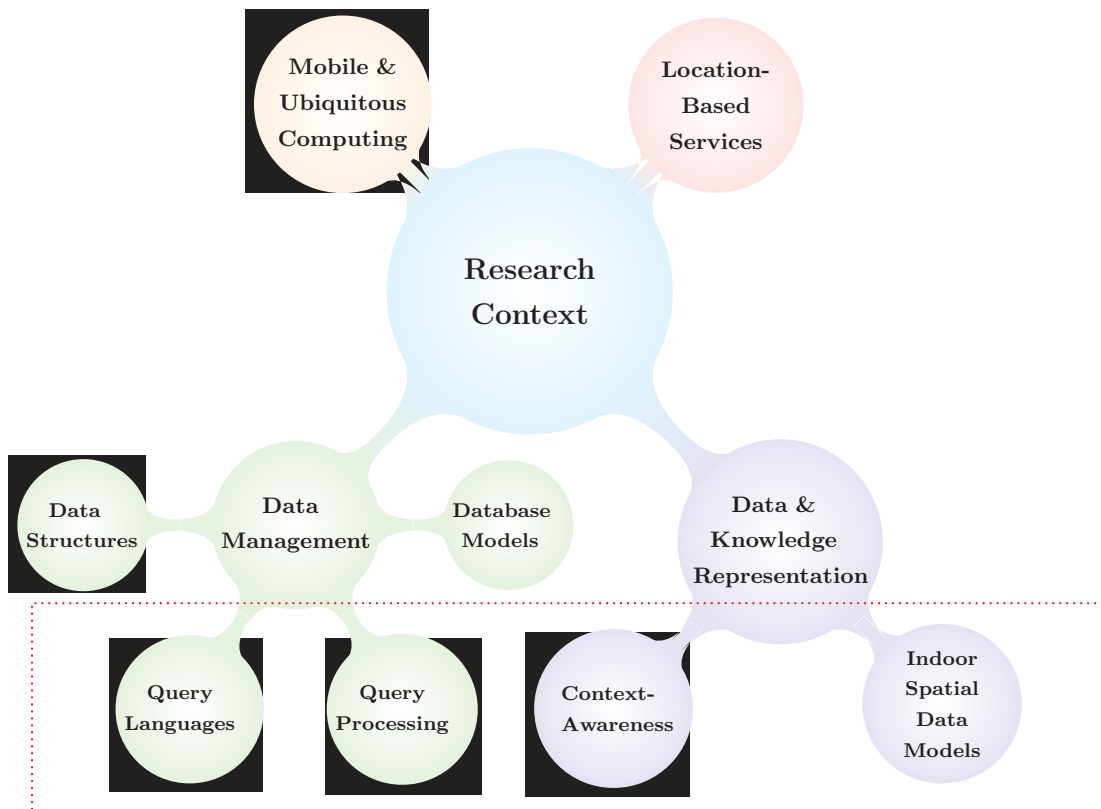 Mobile &
Ubiquitous
Computing
Location-
Based
Services
Research
Context
Data
Structures
Data
Management
Database
Models
Data &
Knowledge
Representation
Query
Languages
Query
Processing
Context-
Awareness
Indoor
Spatial
Data
Models